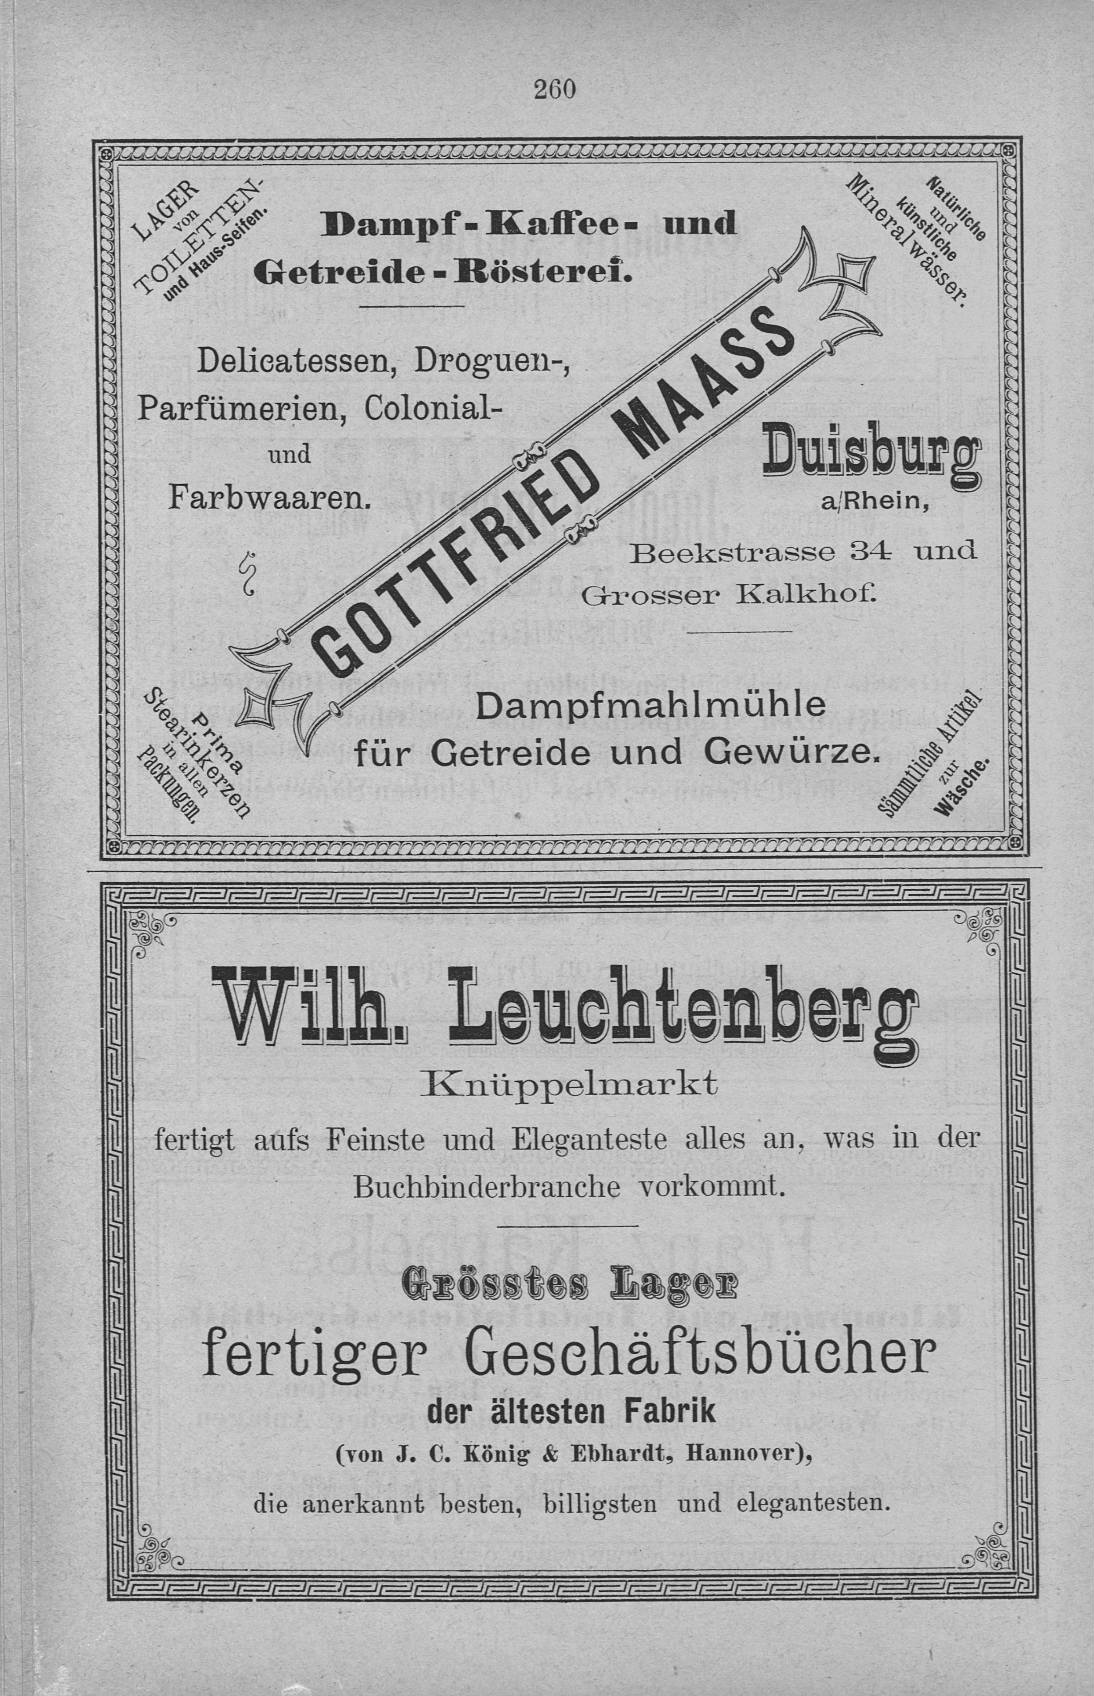 260
LAGER
von
TOILETTEN-
und Haus-Seifen.
Dampf-Kaffee- und
Getreide-Rösterei.
Natürliche
und
künstliche
Mineralwässer.
Delicatessen, Droguen-,
Parfümerien, Colonial-
und
Farbwaaren.
GOTTFRIED MAASS
Duisburg
a/Rhein,
Beekstrasse 34 und
Grosser Kalkhof.
Prima
Stearinkerzen
in allen
Packungen.
Dampfmahlmühle
für Getreide und Gewürze.
Sämmtliche Artikel
zur
Wäsche.
Wilh. Leuchtenberg
Knüppelmarkt
fertigt aufs Feinste und Eleganteste alles an, was in der
Buchbinderbranche vorkommt.
Grösstes Lager
fertiger Geschäftsbücher
der ältesten Fabrik
(von J. C. König & Ebhardt, Hannover),
die anerkannt besten, billigsten und elegantesten.